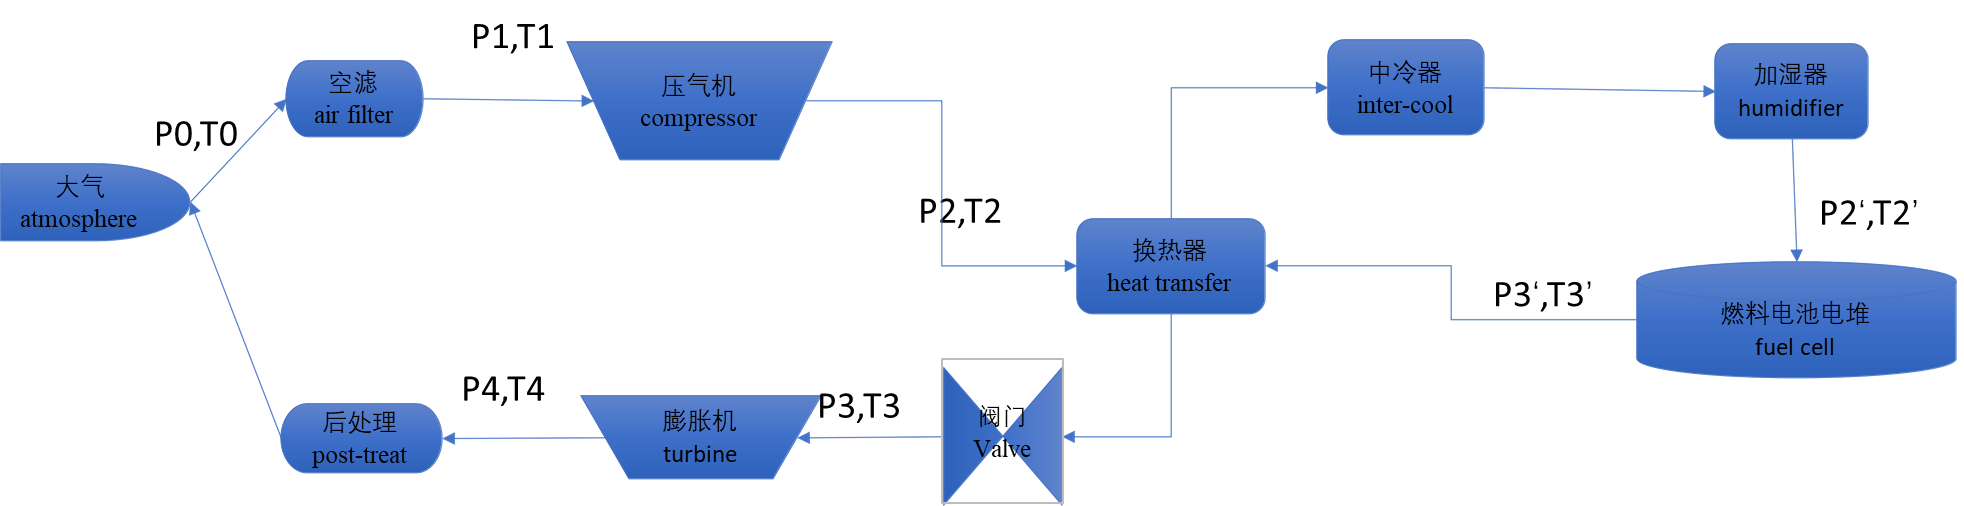 P1,T1
空滤
air filter
压气机
compressor
中冷器
inter-cool
加湿器
humidifier
P0,T0
大气
atmosphere
P2,T2
P2‘,T2’
换热器
heat transfer
P3‘,T3’
燃料电池电堆
fuel cell
P4,T4
P3,T3
后处理
post-treat
膨胀机
turbine
阀门
Valve